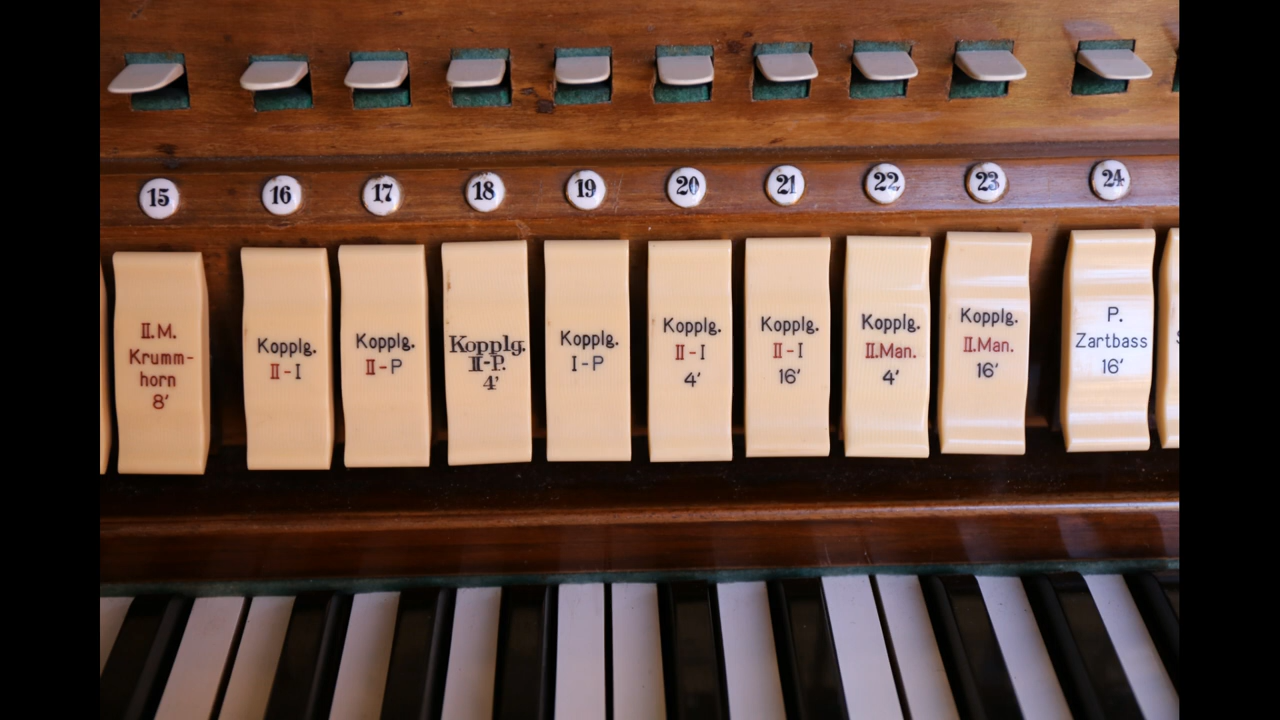 15 16 17 18 19 20 21 22 23 24
II.M.
Krumm-
horn
8′
Kopplg.
II-I
Kopplg.
II-P
Kopplg.
II-P.
4′
Kopplg.
I-P
Kopplg.
II-I
4′
Kopplg.
II-I
16′
Kopplg.
II.Man.
4′
Kopplg.
II.Man.
16′
P.
Zartbass
16′